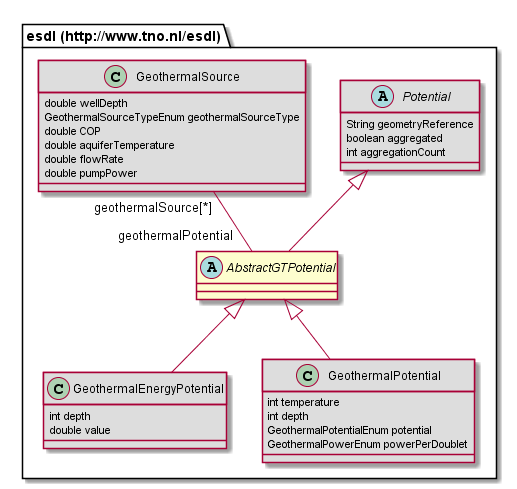 esdl (http://www.tno.nl/esdl)
C GeothermalSource
double wellDepth
GeothermalSourceTypeEnum geothermalSourceType
double COP
double aquiferTemperature
double flowRate
double pumpPower
A Potential
String geometryReference
boolean aggregated
int aggregationCount
geothermalSource[*]
geothermalPotential
A AbstractGTPotential
C GeothermalEnergyPotential
int depth
double value
C GeothermalPotential
int temperature
int depth
GeothermalPotentialEnum potential
GeothermalPowerEnum powerPerDoublet